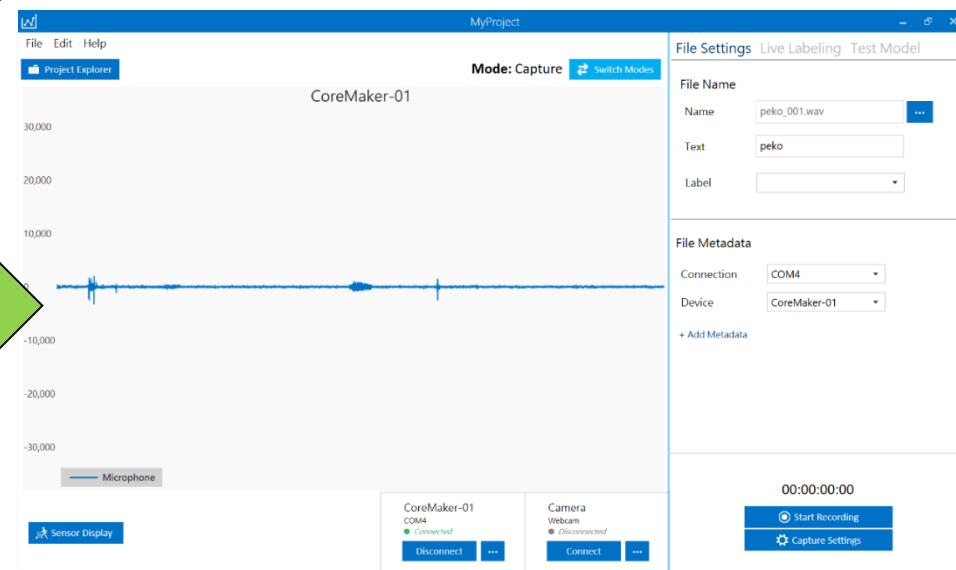 MyProject
File Edit Help
Project Explorer
Mode: Capture
Switch Modes
CoreMaker-01
30,000
20,000
10,000
0
-10,000
-20,000
-30,000
Microphone
Sensor Display
CoreMaker-01
COM4
Connected
Disconnect
...
Camera
Webcam
Disconnected
Connect
...
File Settings Live Labeling Test Model
File Name
Name peko_001.wav ...
Text peko
Label
File Metadata
Connection COM4
Device CoreMaker-01
+ Add Metadata
00:00:00:00
Start Recording
Capture Settings